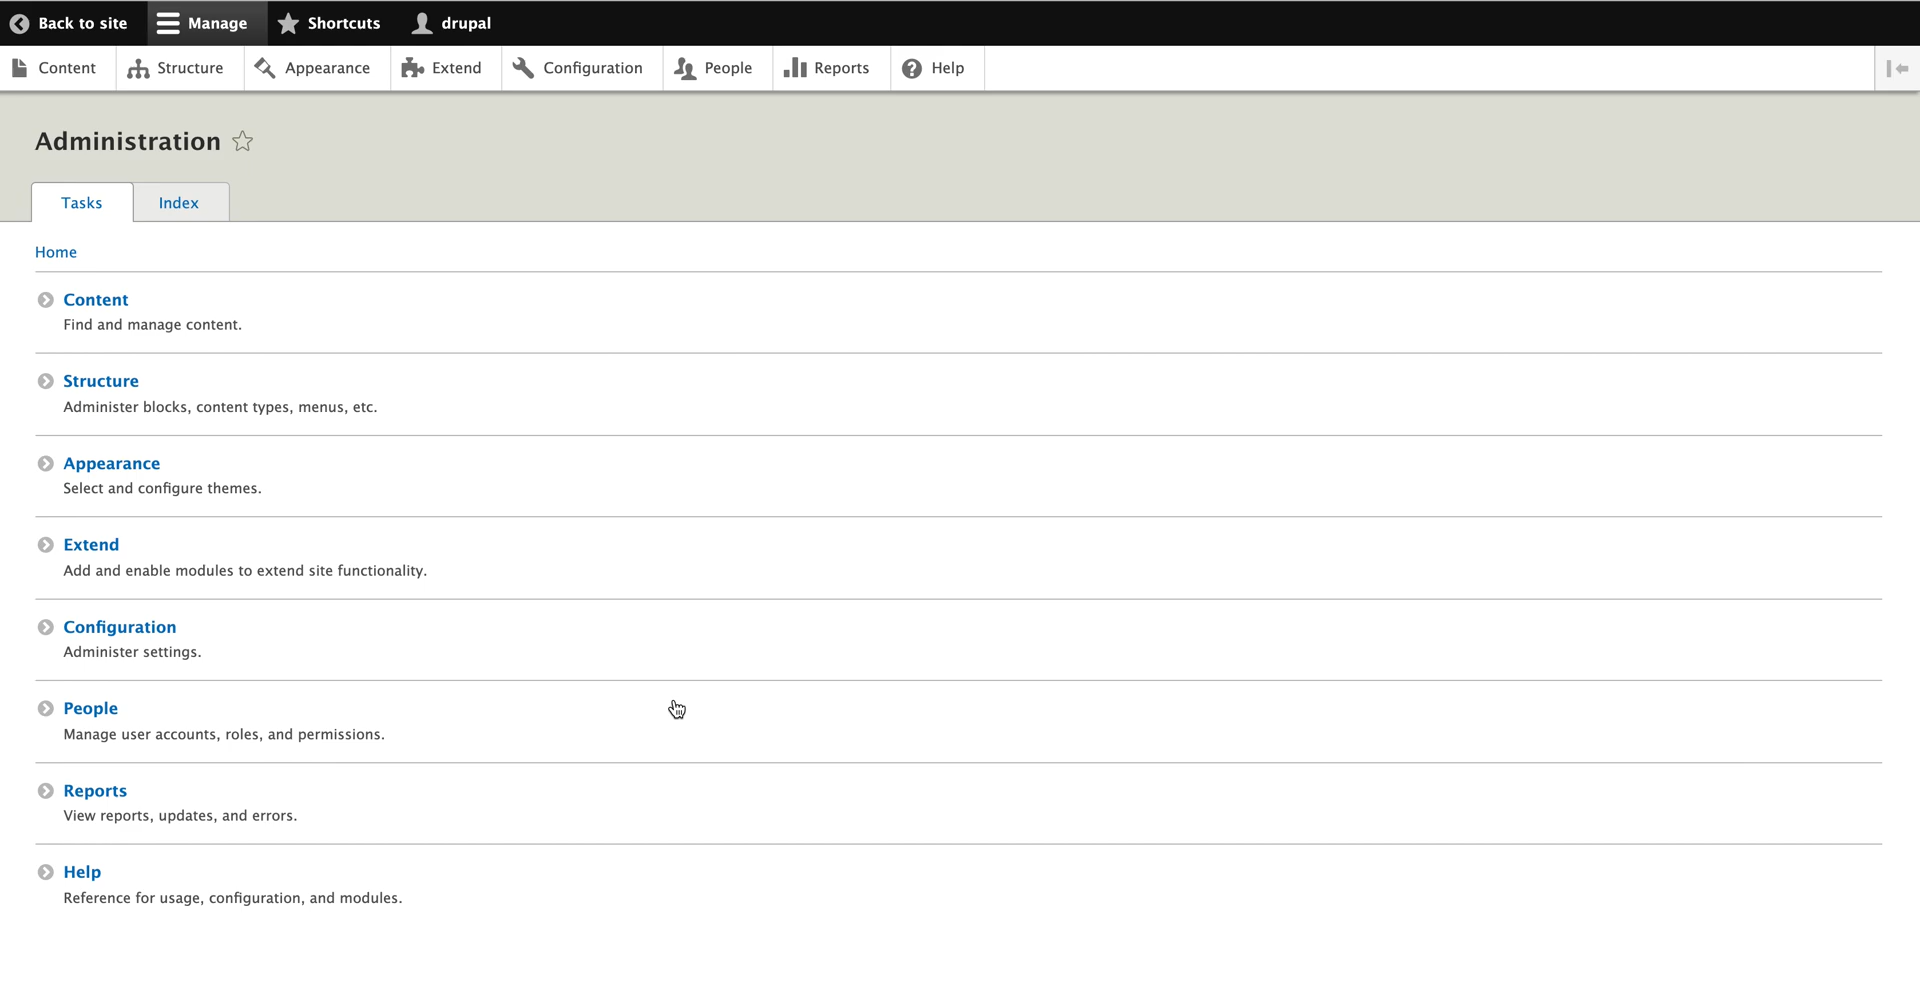 Back to site Manage Shortcuts drupal
Content Structure Appearance Extend Configuration People Reports Help
Administration
Tasks Index
Home
Content
Find and manage content.
Structure
Administer blocks, content types, menus, etc.
Appearance
Select and configure themes.
Extend
Add and enable modules to extend site functionality.
Configuration
Administer settings.
People
Manage user accounts, roles, and permissions.
Reports
View reports, updates, and errors.
Help
Reference for usage, configuration, and modules.